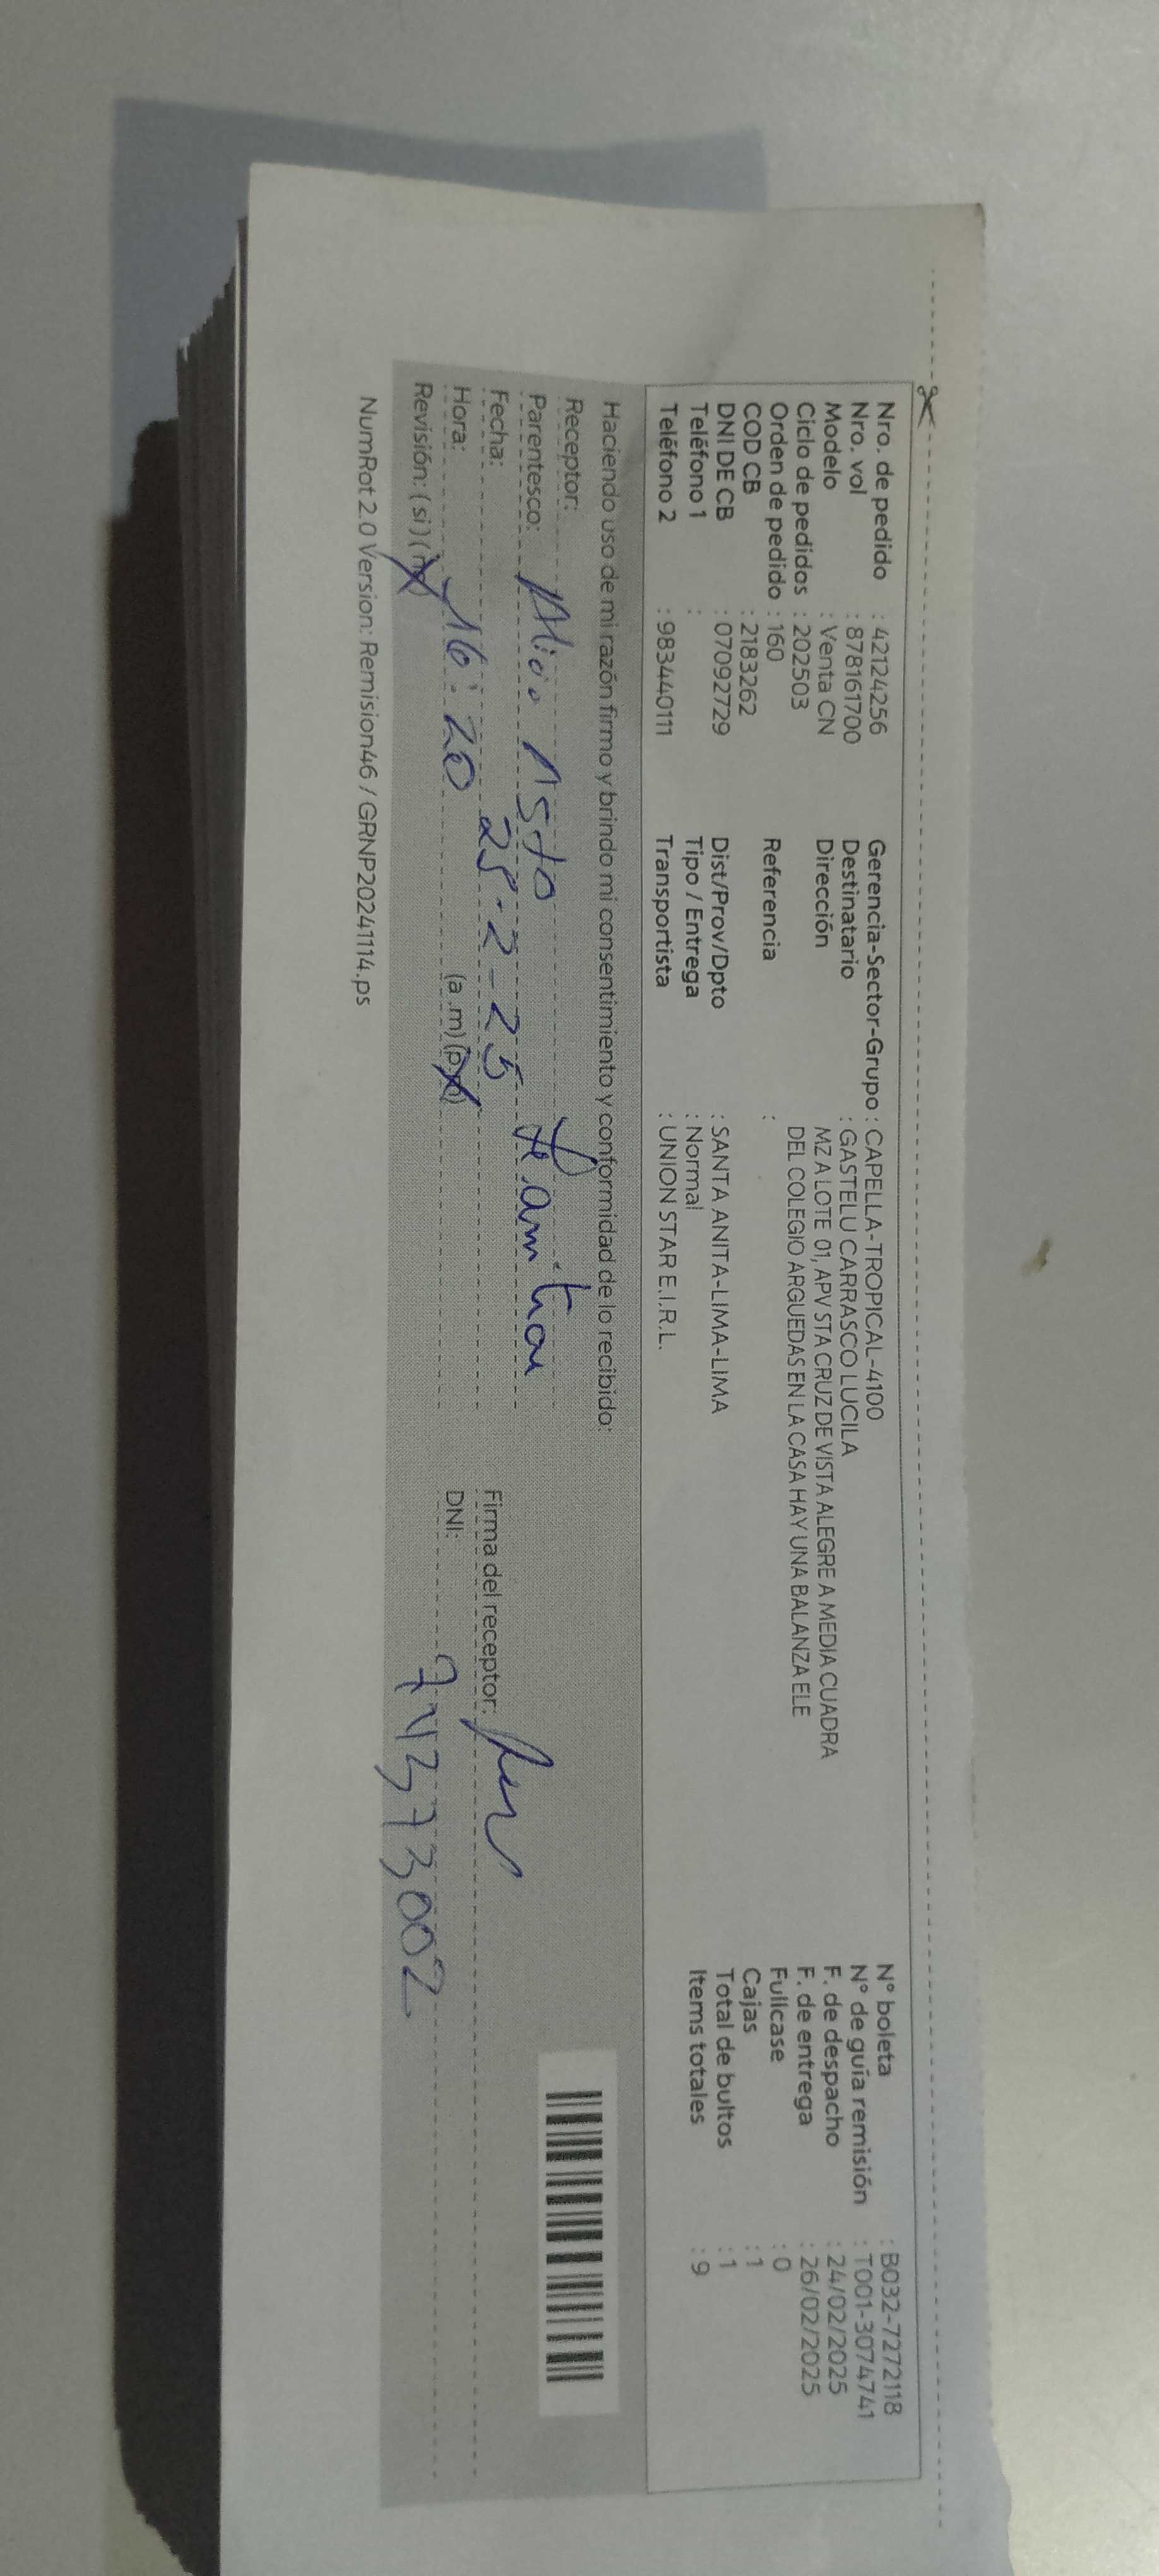 Nro. de pedido : 42124256
Nro. vol : 878161700
Modelo : Venta CN
Ciclo de pedidos : 202503
Orden de pedido : 160
COD CB : 2183262
DNI DE CB : 07092729
Teléfono 1 :
Teléfono 2 : 983440111
Gerencia-Sector-Grupo : CAPELLA-TROPICAL-4100
Destinatario : GASTELU CARRASCO LUCILA
Dirección MZ A LOTE 01, APV STA CRUZ DE VISTA ALEGRE A MEDIA CUADRA
DEL COLEGIO ARGUEDAS EN LA CASA HAY UNA BALANZA ELE
Referencia :
Dist/Prov/Dpto : SANTA ANITA-LIMA-LIMA
Tipo / Entrega : Normal
Transportista : UNION STAR E.I.R.L.
N° boleta : B032-7272118
N° de guía remisión : T001-3074741
F. de despacho : 24/02/2025
F. de entrega : 26/02/2025
Fullcase : 0
Cajas : 1
Total de bultos : 1
Items totales : 9
Haciendo uso de mi razón firmo y brindo mi consentimiento y conformidad de lo recibido:
Receptor:
Parentesco:
Fecha: -2-25
Hora: 16:20 (a.m) (p.m)
Revisión: (si) (no)
Firma del receptor:
DNI:
NumRot 2.0 Version: Remision46 / GRNP20241114.ps